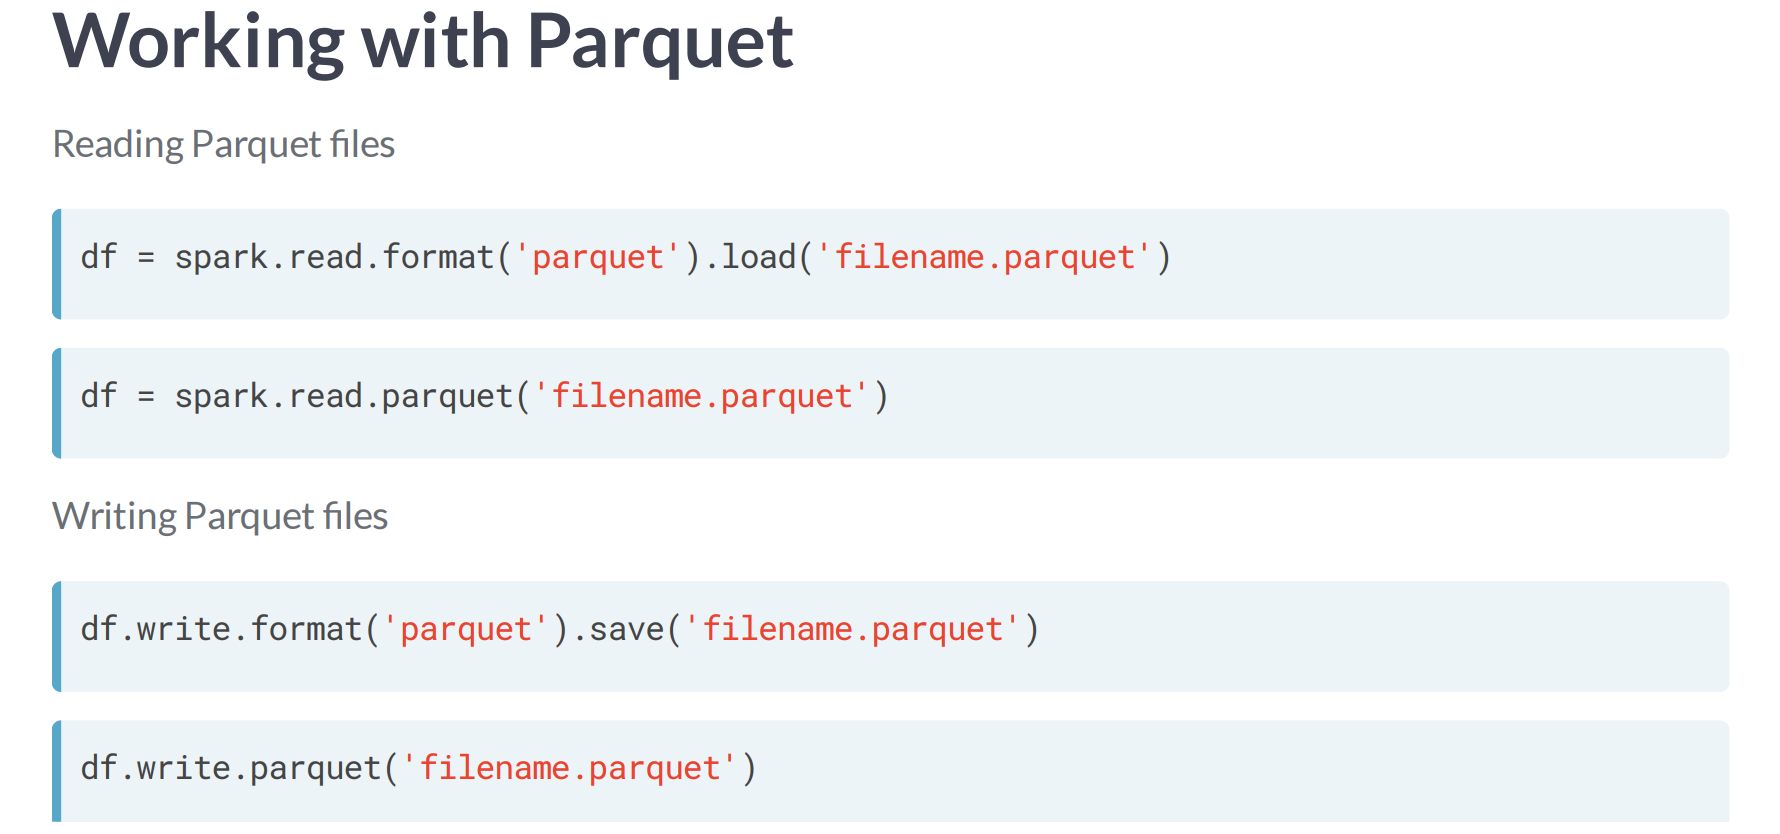 Working with Parquet
Reading Parquet files
df = spark.read.format('parquet').load('filename.parquet')
df = spark.read.parquet('filename.parquet')
Writing Parquet files
df.write.format('parquet').save('filename.parquet')
df.write.parquet('filename.parquet')